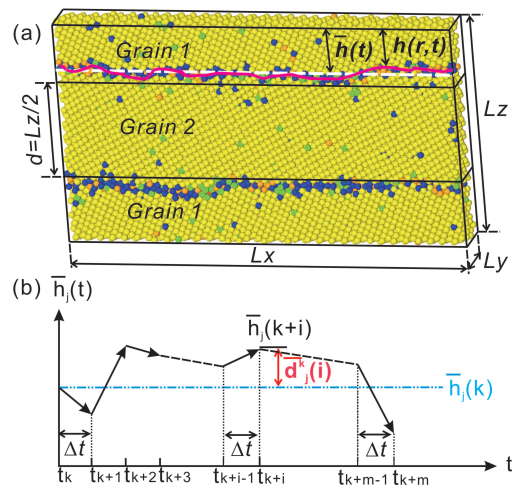 (a)
Grain 1
h̅(t)
h(r,t)
Lz
d=Lz/2
Grain 2
Grain 1
Lx
Ly
(b)
h̅ⱼ(t)
h̅ⱼ(k+i)
d̅ᵏⱼ(i)
h̅ⱼ(k)
Δt
Δt
Δt
t
tₖ
tₖ₊₁
tₖ₊₂
tₖ₊₃
tₖ₊ᵢ₋₁
tₖ₊ᵢ
tₖ₊ₘ₋₁
tₖ₊ₘ